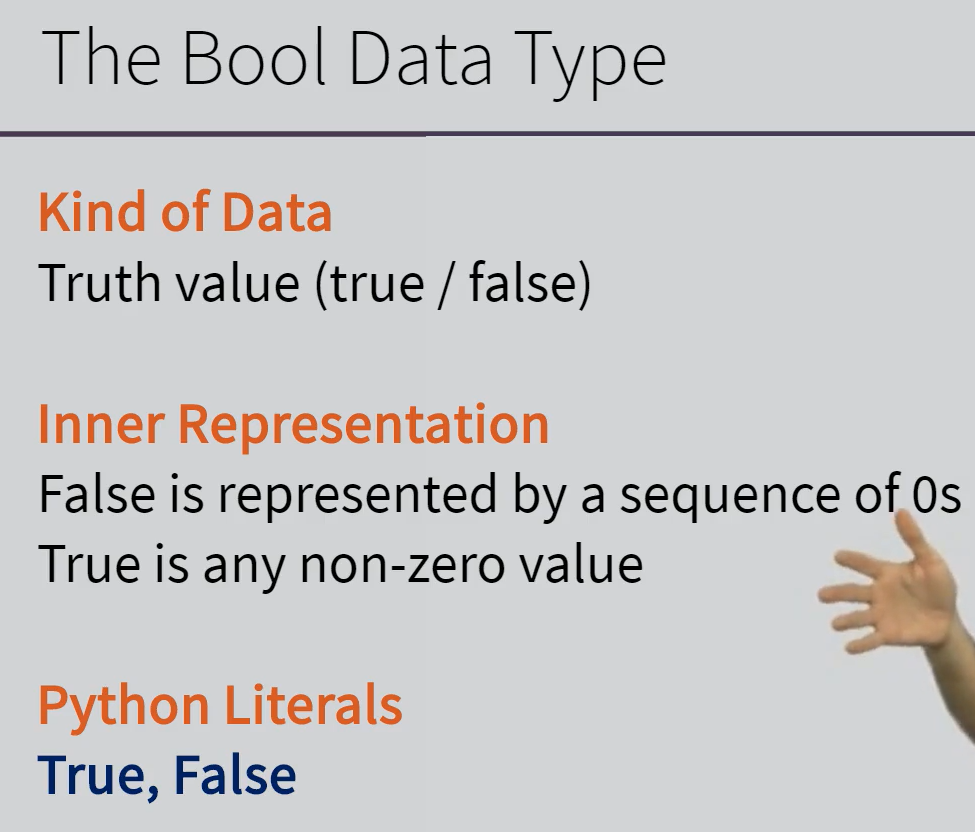 The Bool Data Type
Kind of Data
Truth value (true / false)
Inner Representation
False is represented by a sequence of 0s
True is any non-zero value
Python Literals
True, False